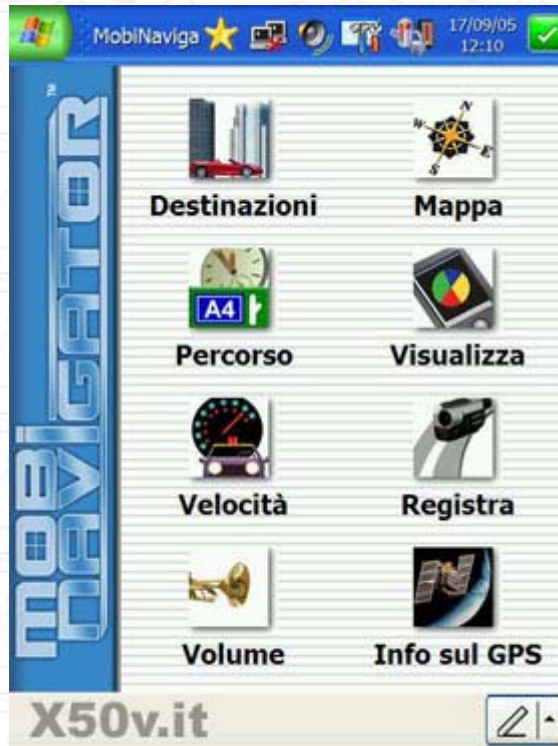 MobiNaviga
17/09/05
12:10
MOBI NAVIGATOR™
Destinazioni
Mappa
N
W
E
S
Percorso
A4
Visualizza
Velocità
Registra
Volume
Info sul GPS
X50v.it